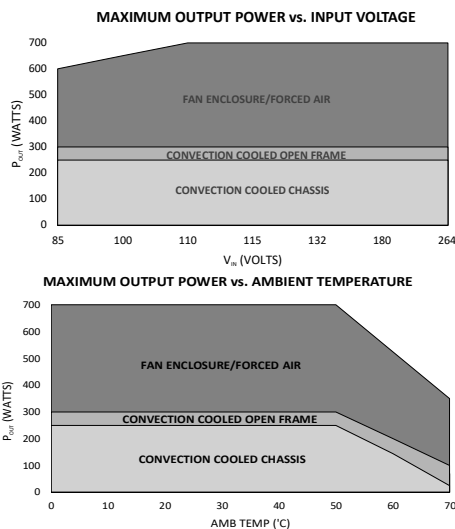 MAXIMUM OUTPUT POWER vs. INPUT VOLTAGE
700
600
500
400
300
200
100
0
P_OUT (WATTS)
FAN ENCLOSURE/FORCED AIR
CONVECTION COOLED OPEN FRAME
CONVECTION COOLED CHASSIS
85 100 110 115 132 180 264
V_IN (VOLTS)
MAXIMUM OUTPUT POWER vs. AMBIENT TEMPERATURE
700
600
500
400
300
200
100
0
P_OUT (WATTS)
FAN ENCLOSURE/FORCED AIR
CONVECTION COOLED OPEN FRAME
CONVECTION COOLED CHASSIS
0 10 20 30 40 50 60 70
AMB TEMP ('C)